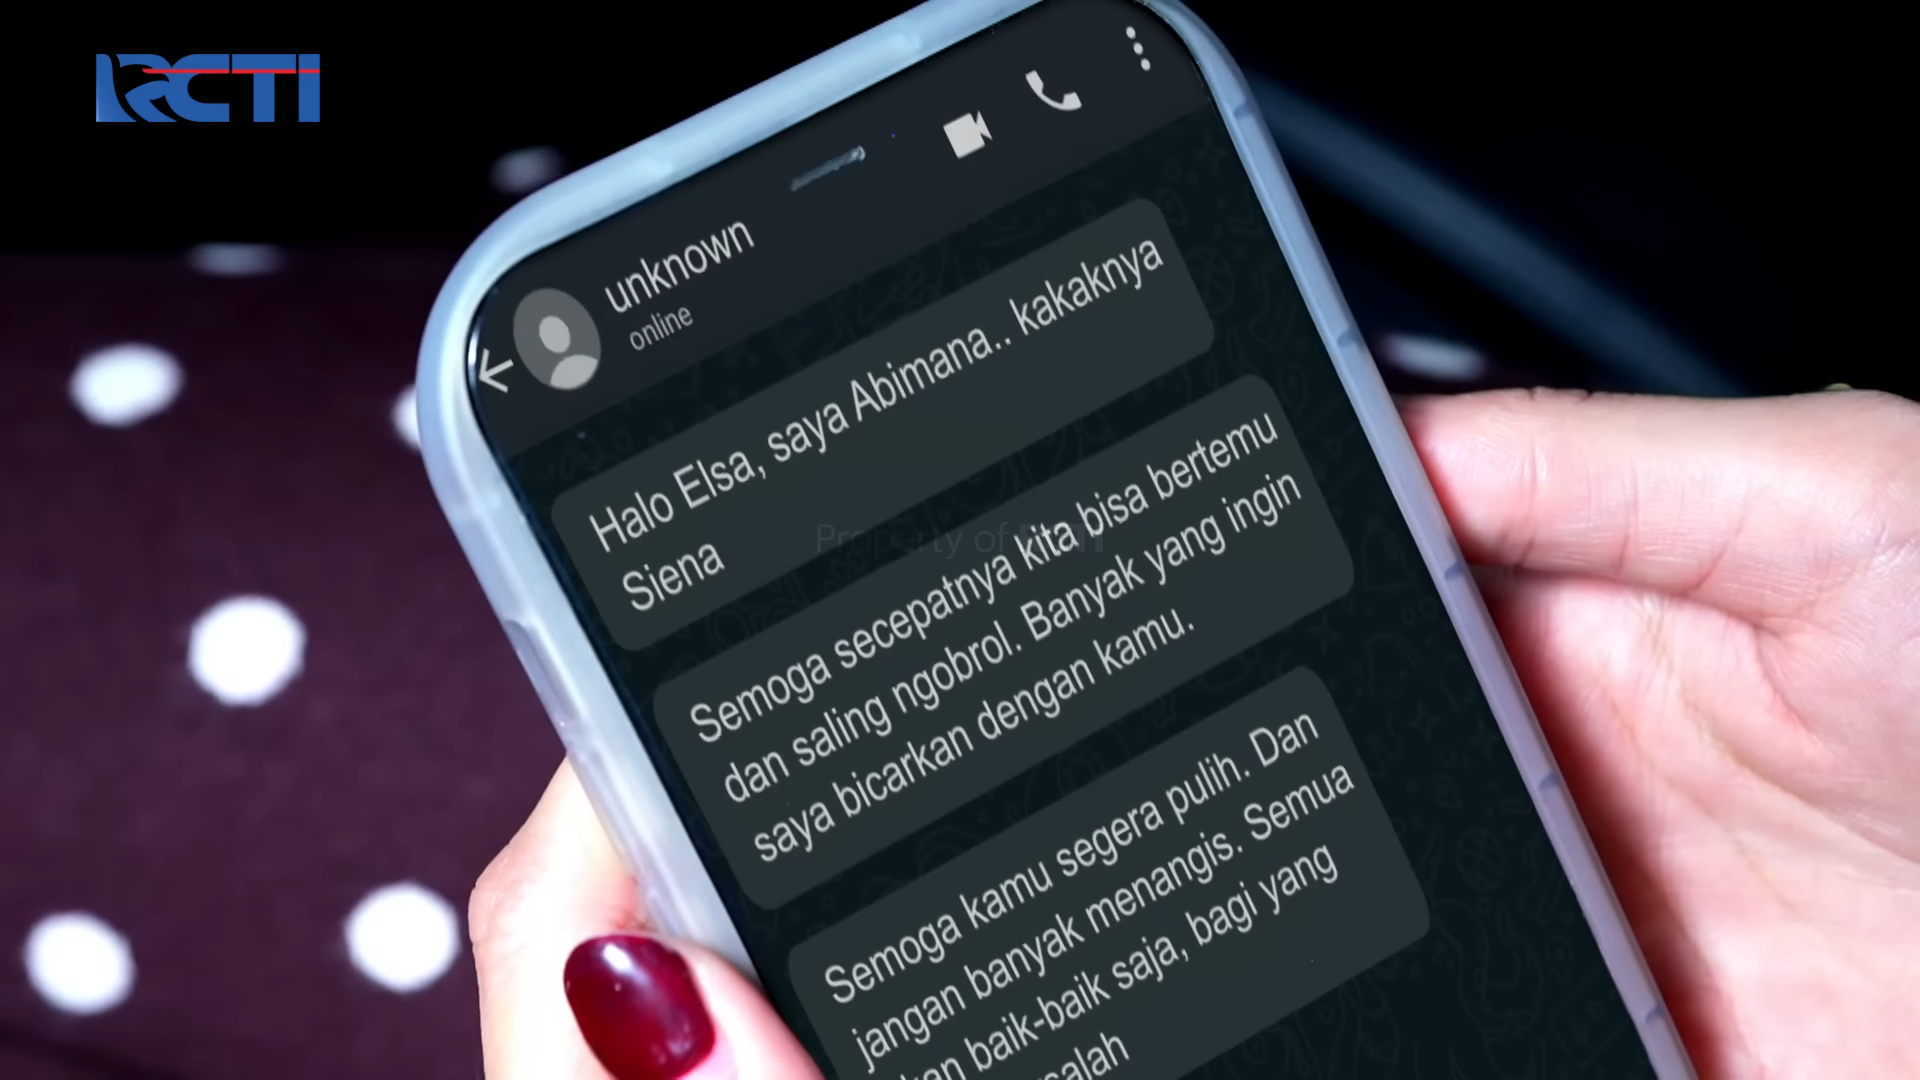 RCTI
unknown
online
Halo Elsa, saya Abimana.. kakaknya
Siena
Semoga secepatnya kita bisa bertemu
dan saling ngobrol. Banyak yang ingin
saya bicarkan dengan kamu.
Semoga kamu segera pulih. Dan
jangan banyak menangis. Semua
baik-baik saja, bagi yang
Property of